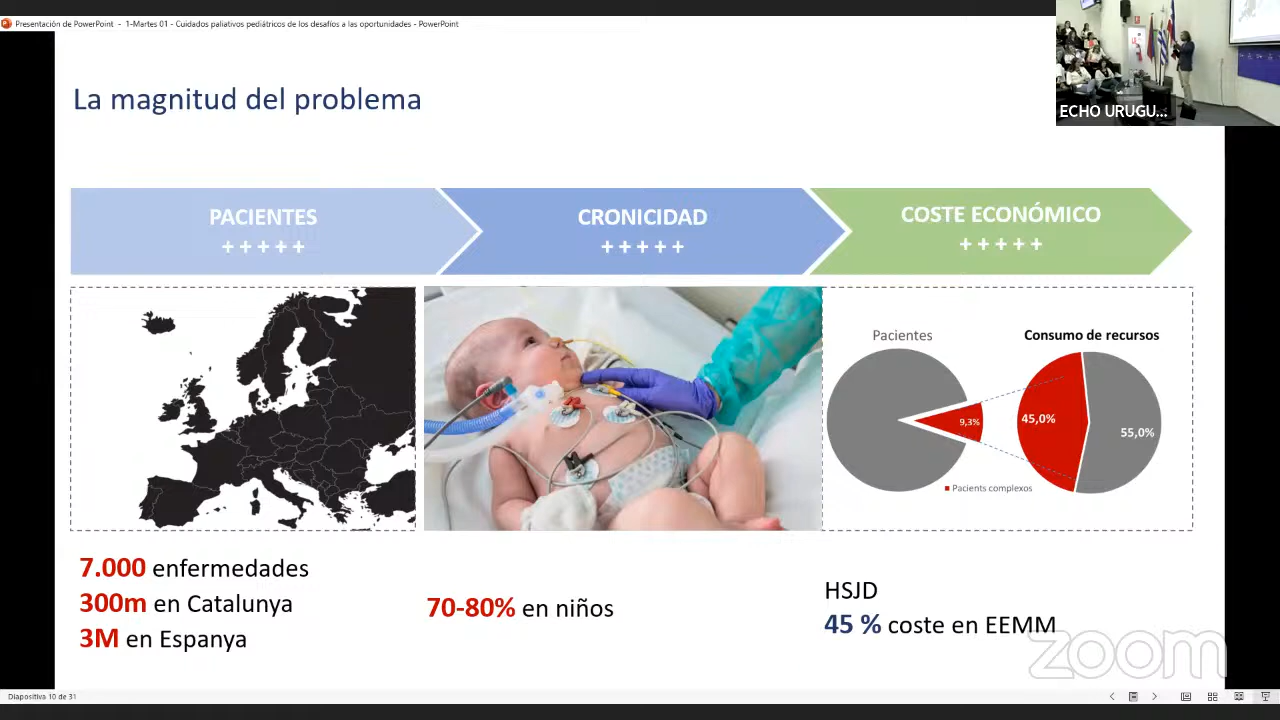 Presentación de PowerPoint - 1-Martes 01 - Cuidados paliativos pediátricos de los desafíos a las oportunidades - PowerPoint
ECHO URUGU...
La magnitud del problema
PACIENTES
+ + + + +
CRONICIDAD
+ + + + +
COSTE ECONÓMICO
+ + + + +
Pacientes
Consumo de recursos
9,3%
45,0%
55,0%
Pacients complexos
7.000 enfermedades
300m en Catalunya
3M en Espanya
70-80% en niños
HSJD
45 % coste en EEMM
zoom
Diapositiva 10 de 31